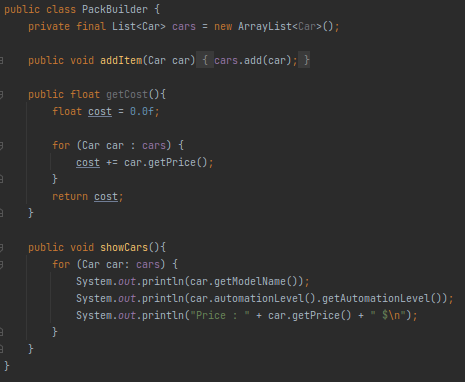 public class PackBuilder {
    private final List<Car> cars = new ArrayList<Car>();
    public void addItem(Car car) { cars.add(car); }
    public float getCost(){
        float cost = 0.0f;
        for (Car car : cars) {
            cost += car.getPrice();
        }
        return cost;
    }
    public void showCars(){
        for (Car car: cars) {
            System.out.println(car.getModelName());
            System.out.println(car.automationLevel().getAutomationLevel());
            System.out.println("Price : " + car.getPrice() + " $\n");
        }
    }
}